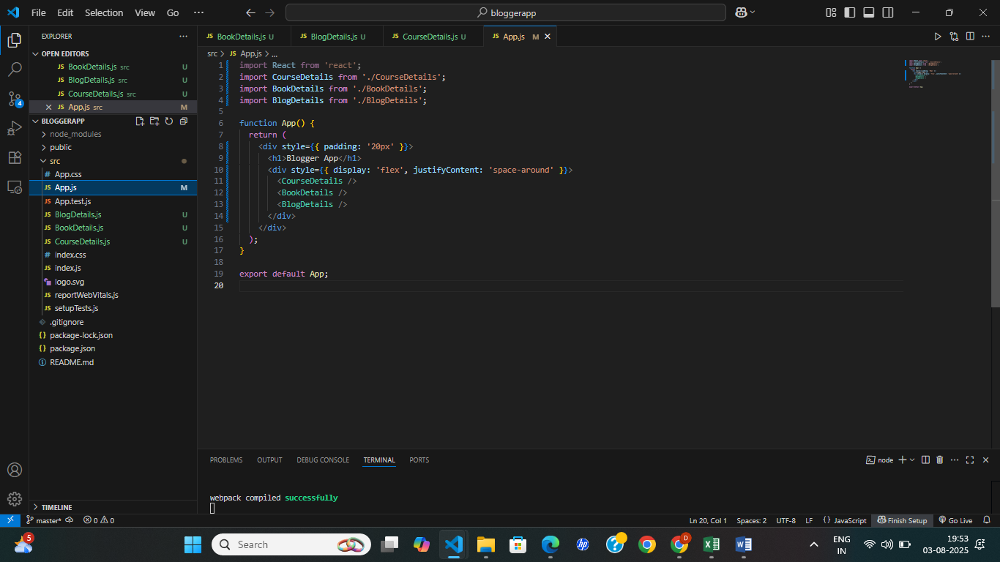 File Edit Selection View Go ··· bloggerapp
EXPLORER ···
OPEN EDITORS
BookDetails.js src U
BlogDetails.js src U
CourseDetails.js src U
App.js src M
BLOGGERAPP
node_modules
public
src
App.css
JS App.js M
JS App.test.js
JS BlogDetails.js U
JS BookDetails.js U
JS CourseDetails.js U
# index.css
JS index.js
logo.svg
JS reportWebVitals.js
JS setupTests.js
.gitignore
{} package-lock.json
{} package.json
README.md
TIMELINE
JS BookDetails.js U JS BlogDetails.js U JS CourseDetails.js U JS App.js M
src > JS App.js > ...
1 import React from 'react';
2 import CourseDetails from './CourseDetails';
3 import BookDetails from './BookDetails';
4 import BlogDetails from './BlogDetails';
5
6 function App() {
7 return (
8 <div style={{ padding: '20px' }}>
9 <h1>Blogger App</h1>
10 <div style={{ display: 'flex', justifyContent: 'space-around' }}>
11 <CourseDetails />
12 <BookDetails />
13 <BlogDetails />
14 </div>
15 </div>
16 );
17 }
18
19 export default App;
20
PROBLEMS OUTPUT DEBUG CONSOLE TERMINAL PORTS node
webpack compiled successfully
master* 0 0 Ln 20, Col 1 Spaces: 2 UTF-8 LF {} JavaScript Finish Setup Go Live
5 Search ENG 19:53
IN 03-08-2025